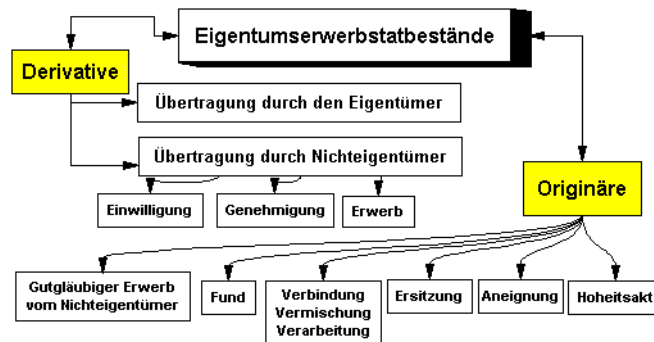 Eigentumserwerbstatbestände
Derivative
Übertragung durch den Eigentümer
Übertragung durch Nichteigentümer
Einwilligung
Genehmigung
Erwerb
Originäre
Gutgläubiger Erwerb
vom Nichteigentümer
Fund
Verbindung
Vermischung
Verarbeitung
Ersitzung
Aneignung
Hoheitsakt